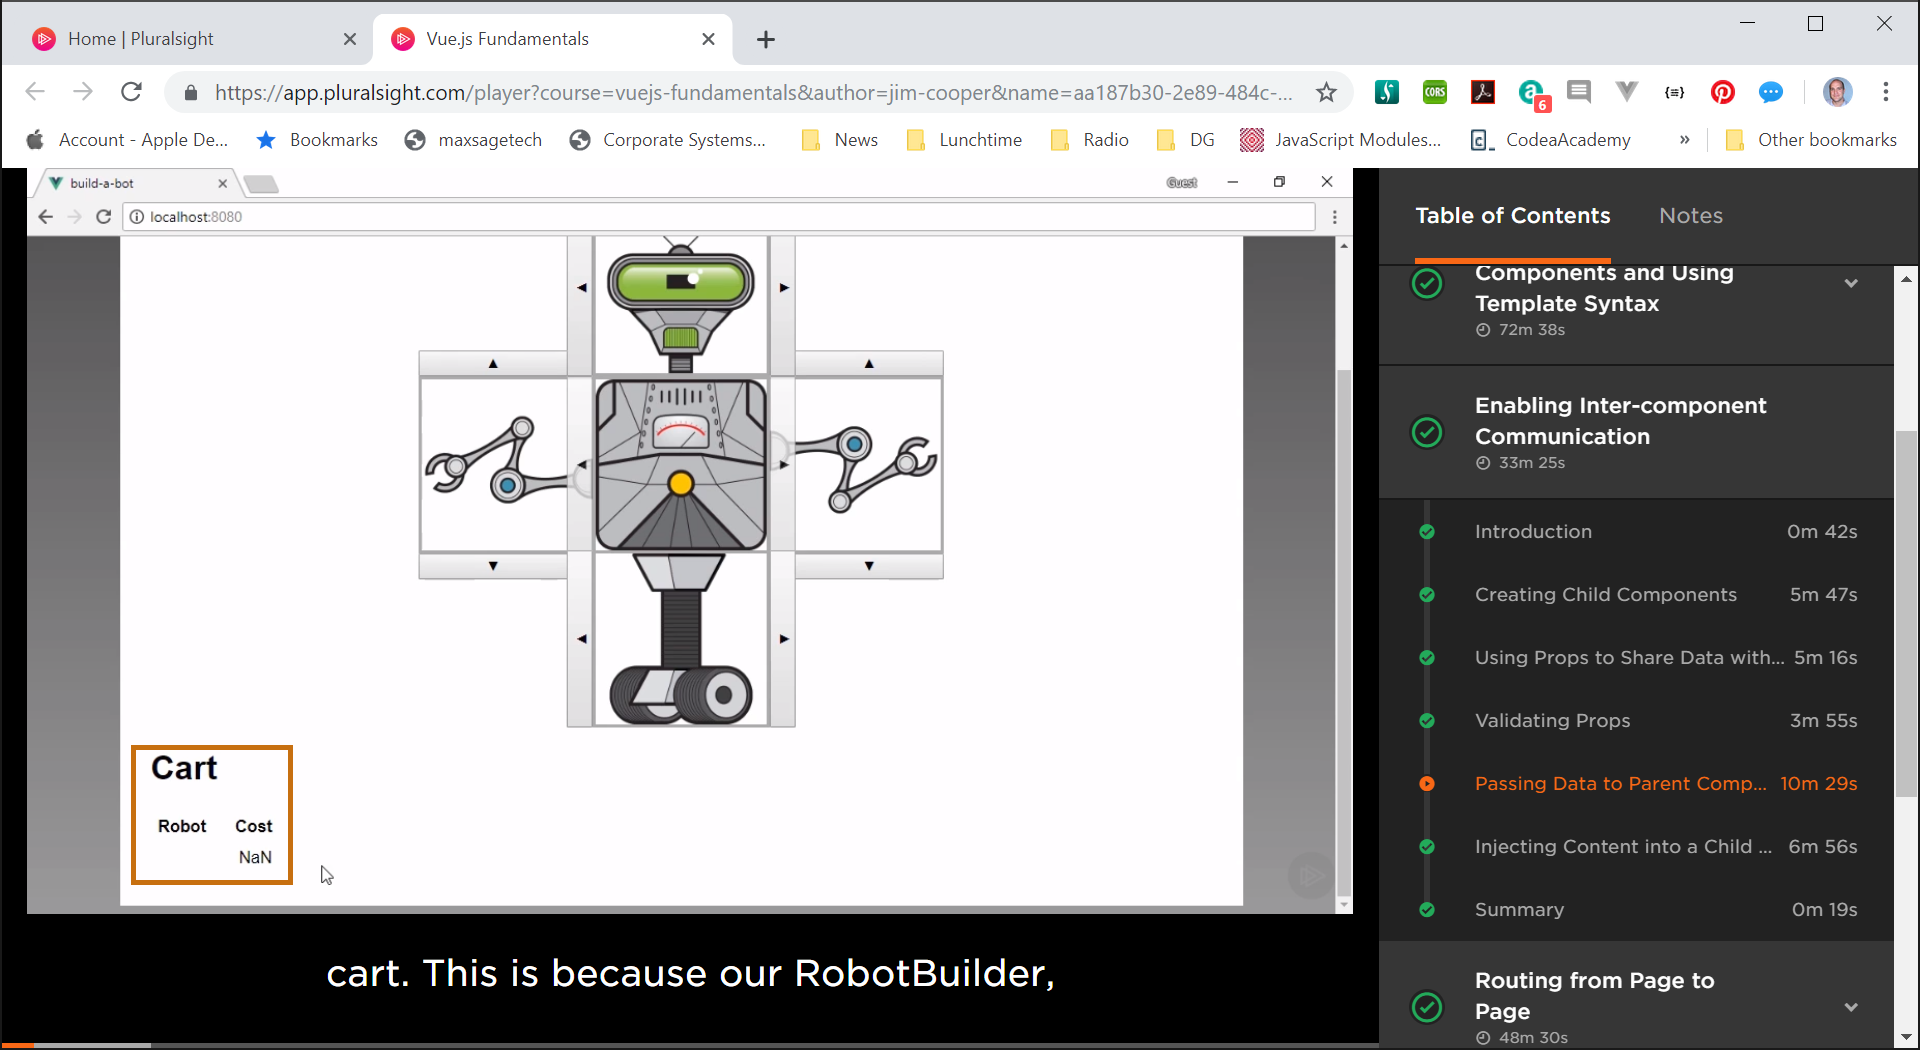 Home | Pluralsight
Vue.js Fundamentals
https://app.pluralsight.com/player?course=vuejs-fundamentals&author=jim-cooper&name=aa187b30-2e89-484c-...
CORS
6
{≡}
Account - Apple De...
Bookmarks
maxsagetech
Corporate Systems...
News
Lunchtime
Radio
DG
JavaScript Modules...
CodeaAcademy
»
Other bookmarks
build-a-bot
Guest
localhost:8080
Cart
Robot Cost
NaN
cart. This is because our RobotBuilder,
Table of Contents
Notes
Components and Using
Template Syntax
72m 38s
Enabling Inter-component
Communication
33m 25s
Introduction 0m 42s
Creating Child Components 5m 47s
Using Props to Share Data with... 5m 16s
Validating Props 3m 55s
Passing Data to Parent Comp... 10m 29s
Injecting Content into a Child ... 6m 56s
Summary 0m 19s
Routing from Page to
Page
48m 30s